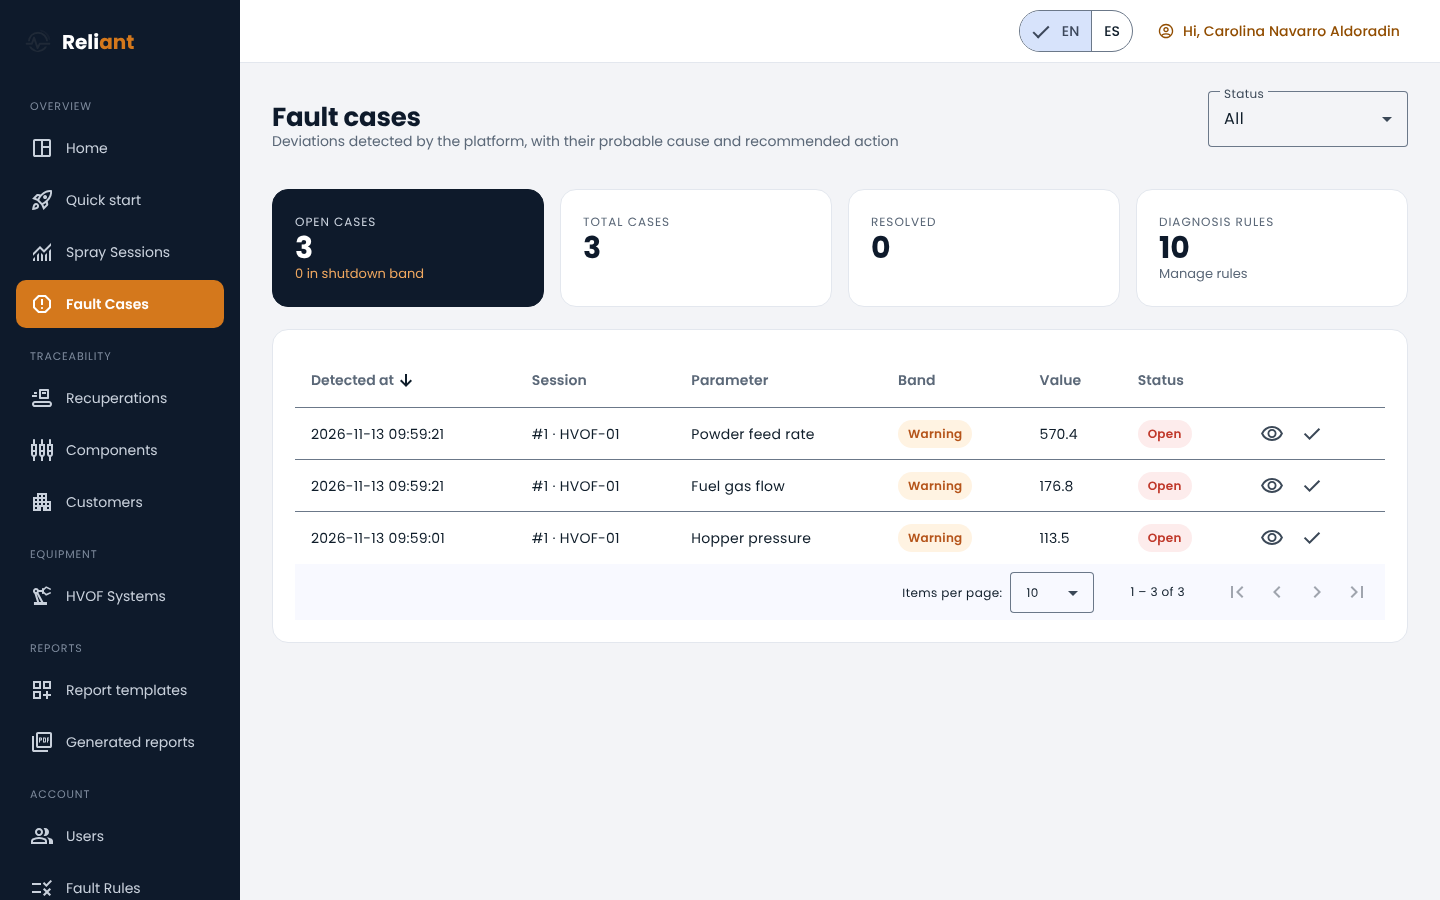 Reliant
EN
ES
Hi, Carolina Navarro Aldoradin
OVERVIEW
Home
Quick start
Spray Sessions
Fault Cases
TRACEABILITY
Recuperations
Components
Customers
EQUIPMENT
HVOF Systems
REPORTS
Report templates
PDF
Generated reports
ACCOUNT
Users
Fault Rules
Fault cases
Deviations detected by the platform, with their probable cause and recommended action
Status
All
OPEN CASES
3
0 in shutdown band
TOTAL CASES
3
RESOLVED
0
DIAGNOSIS RULES
10
Manage rules
Detected at Session Parameter Band Value Status
2026-11-13 09:59:21 #1 · HVOF-01 Powder feed rate Warning 570.4 Open
2026-11-13 09:59:21 #1 · HVOF-01 Fuel gas flow Warning 176.8 Open
2026-11-13 09:59:01 #1 · HVOF-01 Hopper pressure Warning 113.5 Open
Items per page: 10 1 – 3 of 3